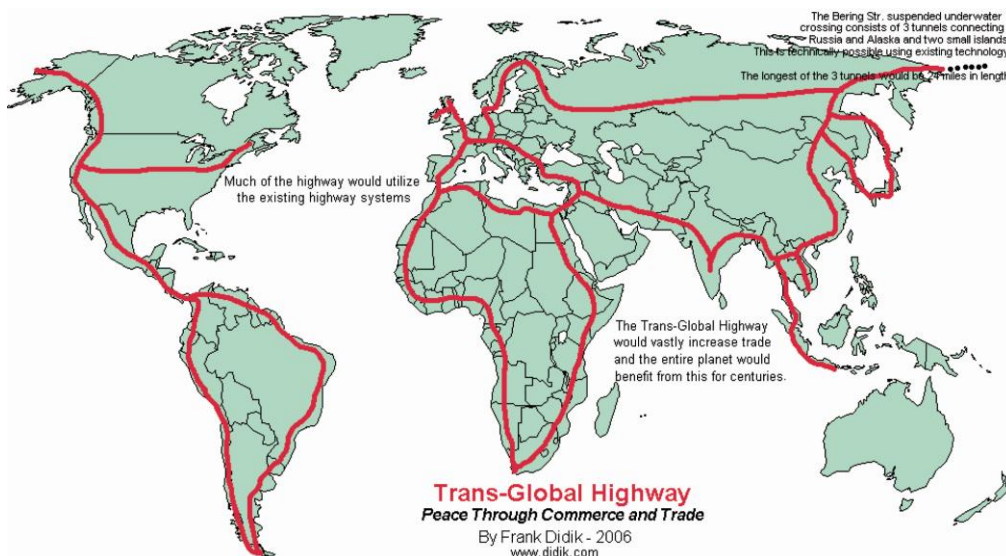 The Bering Str. suspended underwater
crossing consists of 3 tunnels connecting
Russia and Alaska and two small islands
This is technically possible using existing technology
The longest of the 3 tunnels would be 24 miles in length
Much of the highway would utilize
the existing highway systems
The Trans-Global Highway
would vastly increase trade
and the entire planet would
benefit from this for centuries.
Trans-Global Highway
Peace Through Commerce and Trade
By Frank Didik - 2006
www.didik.com